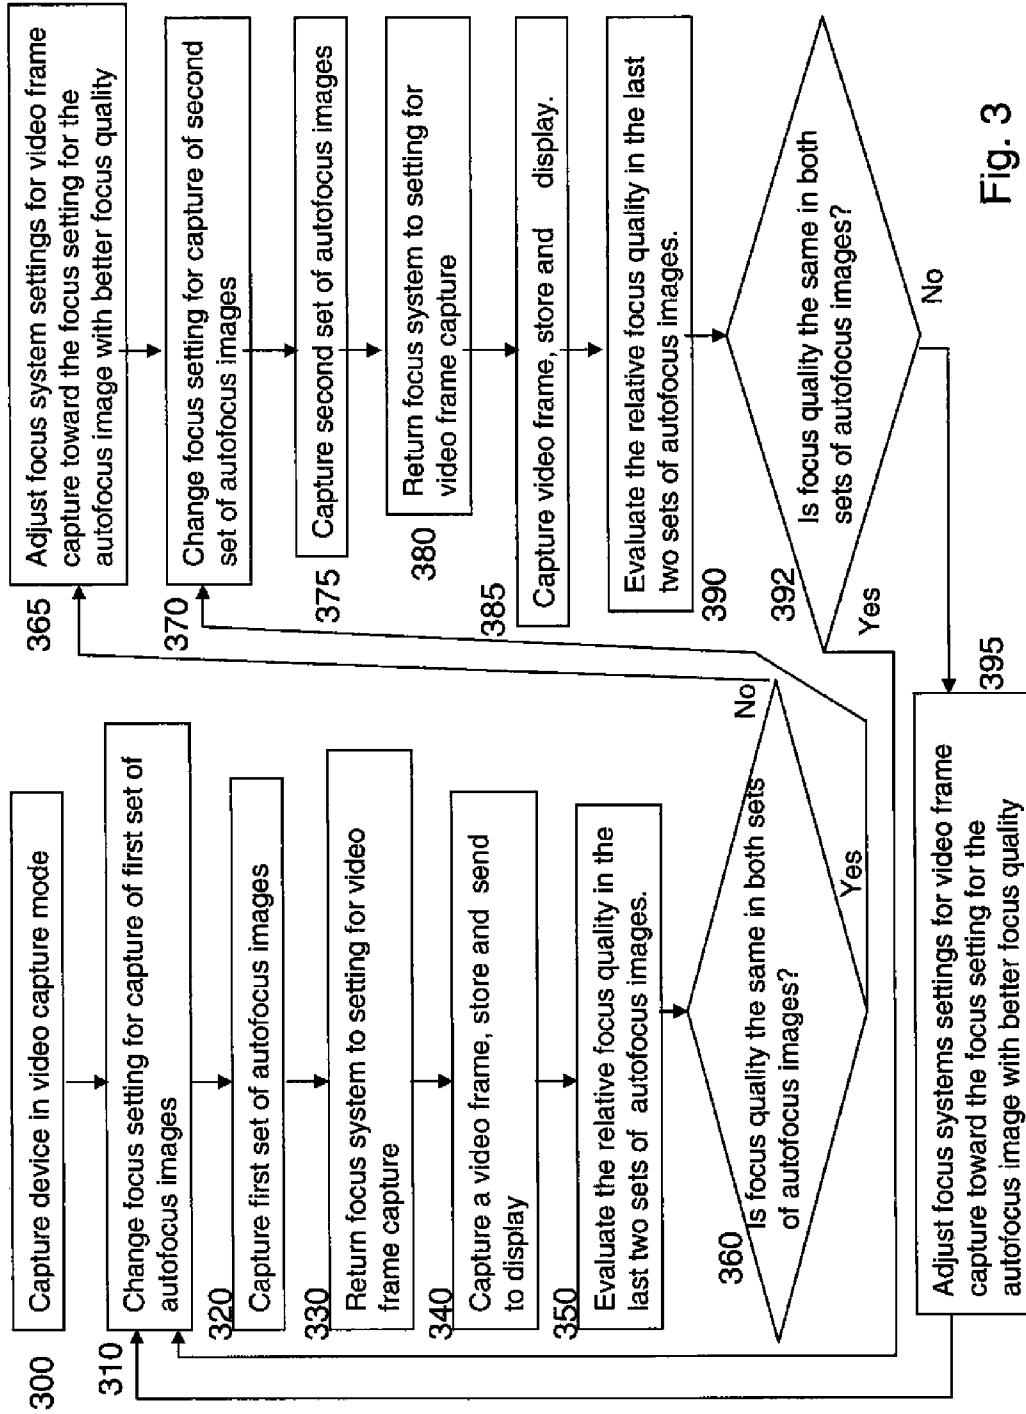 300
Capture device in video capture mode
310
Change focus setting for capture of first set of
autofocus images
320
Capture first set of autofocus images
330
Return focus system to setting for video
frame capture
340
Capture a video frame, store and send
to display
350
Evaluate the relative focus quality in the
last two sets of autofocus images.
360
Is focus quality the same in both sets
of autofocus images?
No
Yes
365
Adjust focus system settings for video frame
capture toward the focus setting for the
autofocus image with better focus quality
370
Change focus setting for capture of second
set of autofocus images
375
Capture second set of autofocus images
380
Return focus system to setting for
video frame capture
385
Capture video frame, store and display.
390
Evaluate the relative focus quality in the last
two sets of autofocus images.
392
Is focus quality the same in both
sets of autofocus images?
Yes
No
395
Adjust focus systems settings for video frame
capture toward the focus setting for the
autofocus image with better focus quality
Fig. 3